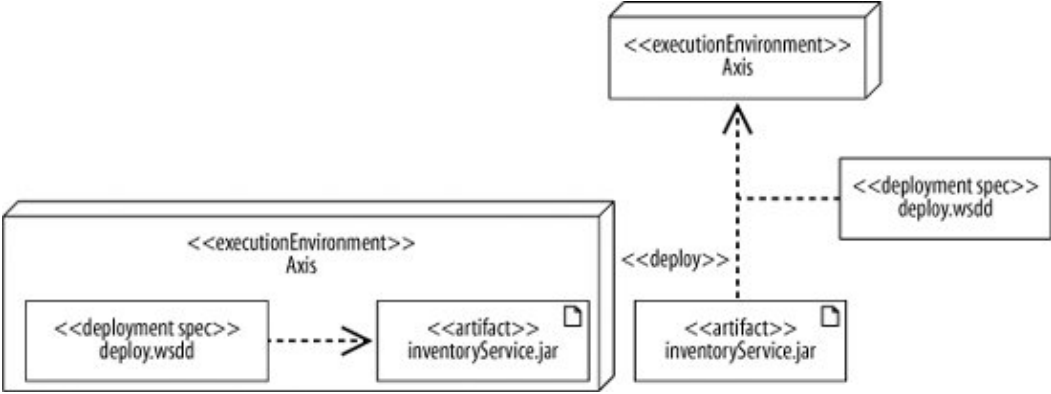 <<executionEnvironment>>
Axis
<<deployment spec>>
deploy.wsdd
<<executionEnvironment>>
Axis
<<deploy>>
<<deployment spec>>
deploy.wsdd
<<artifact>>
inventoryService.jar
<<artifact>>
inventoryService.jar